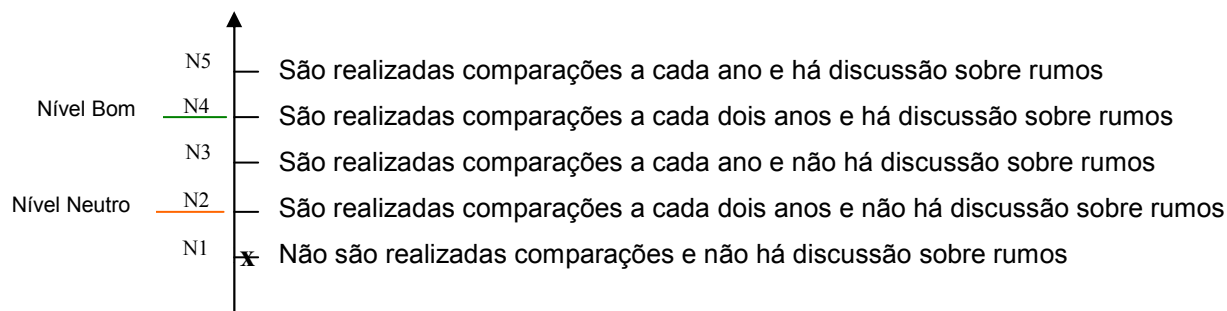 N5 São realizadas comparações a cada ano e há discussão sobre rumos
Nível Bom N4 São realizadas comparações a cada dois anos e há discussão sobre rumos
N3 São realizadas comparações a cada ano e não há discussão sobre rumos
Nível Neutro N2 São realizadas comparações a cada dois anos e não há discussão sobre rumos
N1 x Não são realizadas comparações e não há discussão sobre rumos